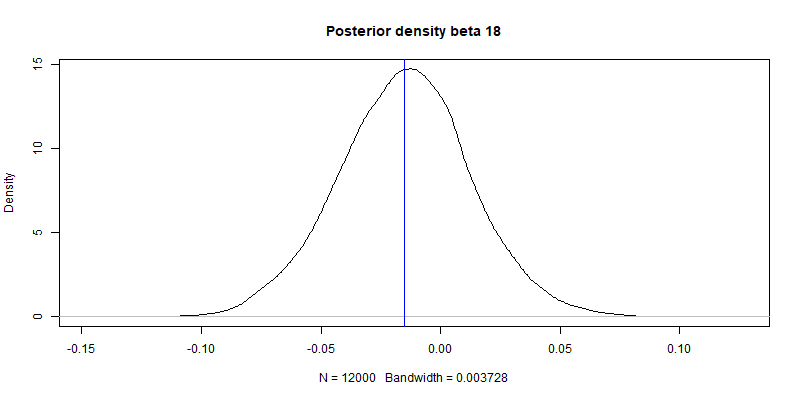 Posterior density beta 18
15
10
5
0
Density
-0.15 -0.10 -0.05 0.00 0.05 0.10
N = 12000 Bandwidth = 0.003728